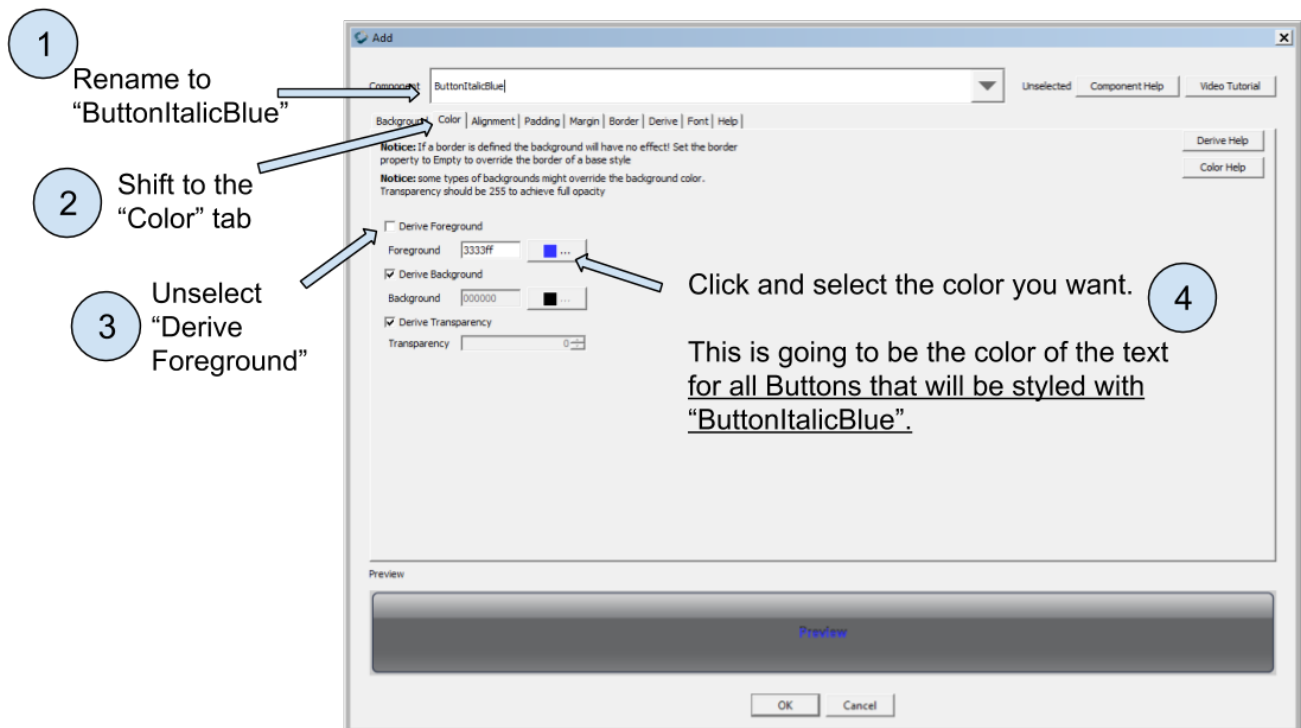 1
Rename to
“ButtonItalicBlue”
2
Shift to the
“Color” tab
3
Unselect
“Derive
Foreground”
Add
Component ButtonItalicBlue Unselected Component Help Video Tutorial
Background Color Alignment Padding Margin Border Derive Font Help
Notice: If a border is defined the background will have no effect! Set the border
property to Empty to override the border of a base style
Derive Help
Notice: some types of backgrounds might override the background color.
Transparency should be 255 to achieve full opacity
Color Help
Derive Foreground
Foreground 3333ff ...
Derive Background
Background 000000 ...
Derive Transparency
Transparency 0
Click and select the color you want.
4
This is going to be the color of the text
for all Buttons that will be styled with
“ButtonItalicBlue”.
Preview
Preview
OK Cancel